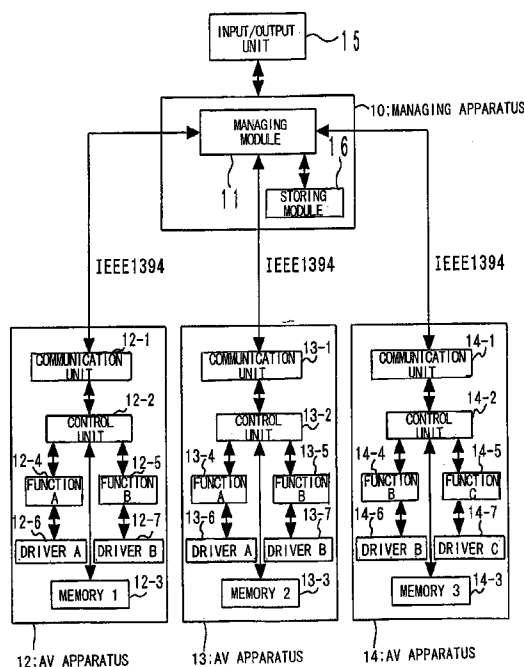 INPUT/OUTPUT
UNIT
15
10:MANAGING APPARATUS
MANAGING
MODULE
11
16
STORING
MODULE
IEEE1394
IEEE1394
IEEE1394
12-1
COMMUNICATION
UNIT
12-2
CONTROL
UNIT
12-4
12-5
FUNCTION
A
FUNCTION
B
12-6
12-7
DRIVER A
DRIVER B
MEMORY 1
12-3
12:AV APPARATUS
13-1
COMMUNICATION
UNIT
13-2
CONTROL
UNIT
13-4
13-5
FUNCTION
A
FUNCTION
B
13-6
13-7
DRIVER A
DRIVER B
MEMORY 2
13-3
13:AV APPARATUS
14-1
COMMUNICATION
UNIT
14-2
CONTROL
UNIT
14-4
14-5
FUNCTION
B
FUNCTION
C
14-6
14-7
DRIVER B
DRIVER C
MEMORY 3
14-3
14:AV APPARATUS